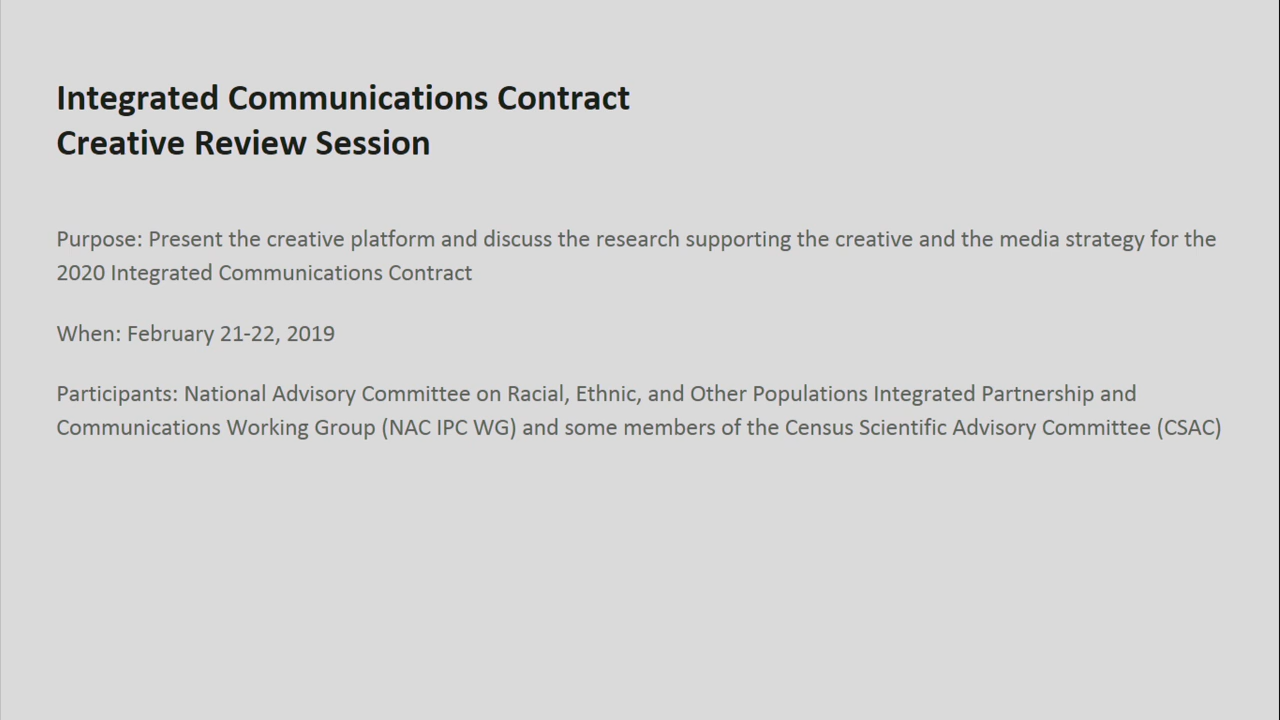 Integrated Communications Contract
Creative Review Session
Purpose: Present the creative platform and discuss the research supporting the creative and the media strategy for the
2020 Integrated Communications Contract
When: February 21-22, 2019
Participants: National Advisory Committee on Racial, Ethnic, and Other Populations Integrated Partnership and
Communications Working Group (NAC IPC WG) and some members of the Census Scientific Advisory Committee (CSAC)